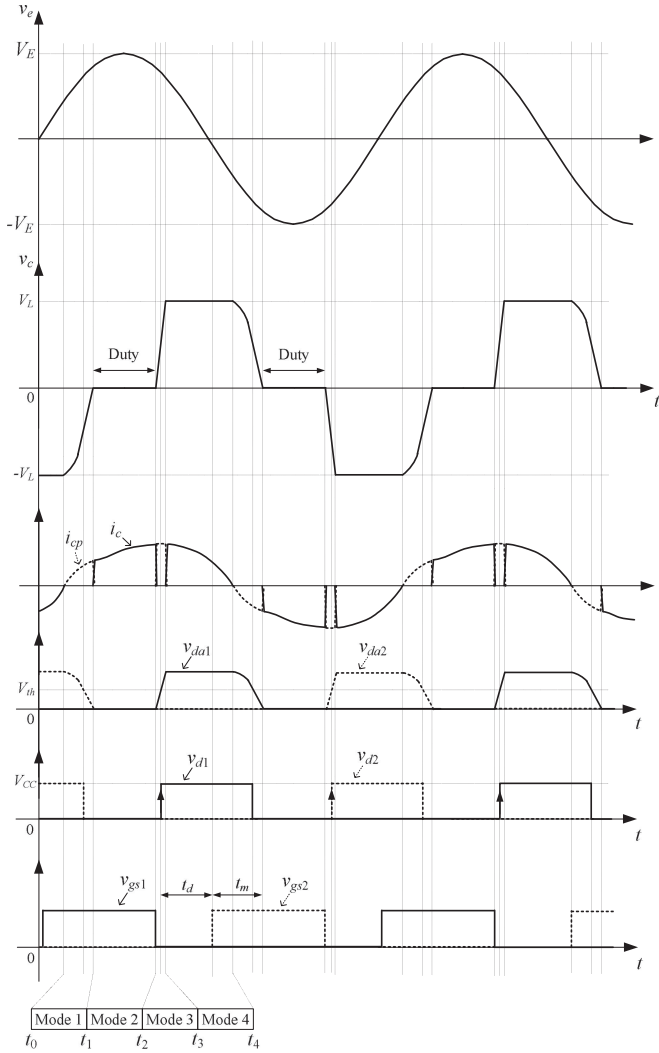 v_e
V_E
-V_E
v_c
V_L
Duty Duty
0
t
-V_L
i_cp i_c
v_da1 v_da2
V_th
0
t
v_d1 v_d2
V_CC
0
t
v_gs1 t_d t_m v_gs2
0
t
Mode 1 Mode 2 Mode 3 Mode 4
t_0 t_1 t_2 t_3 t_4